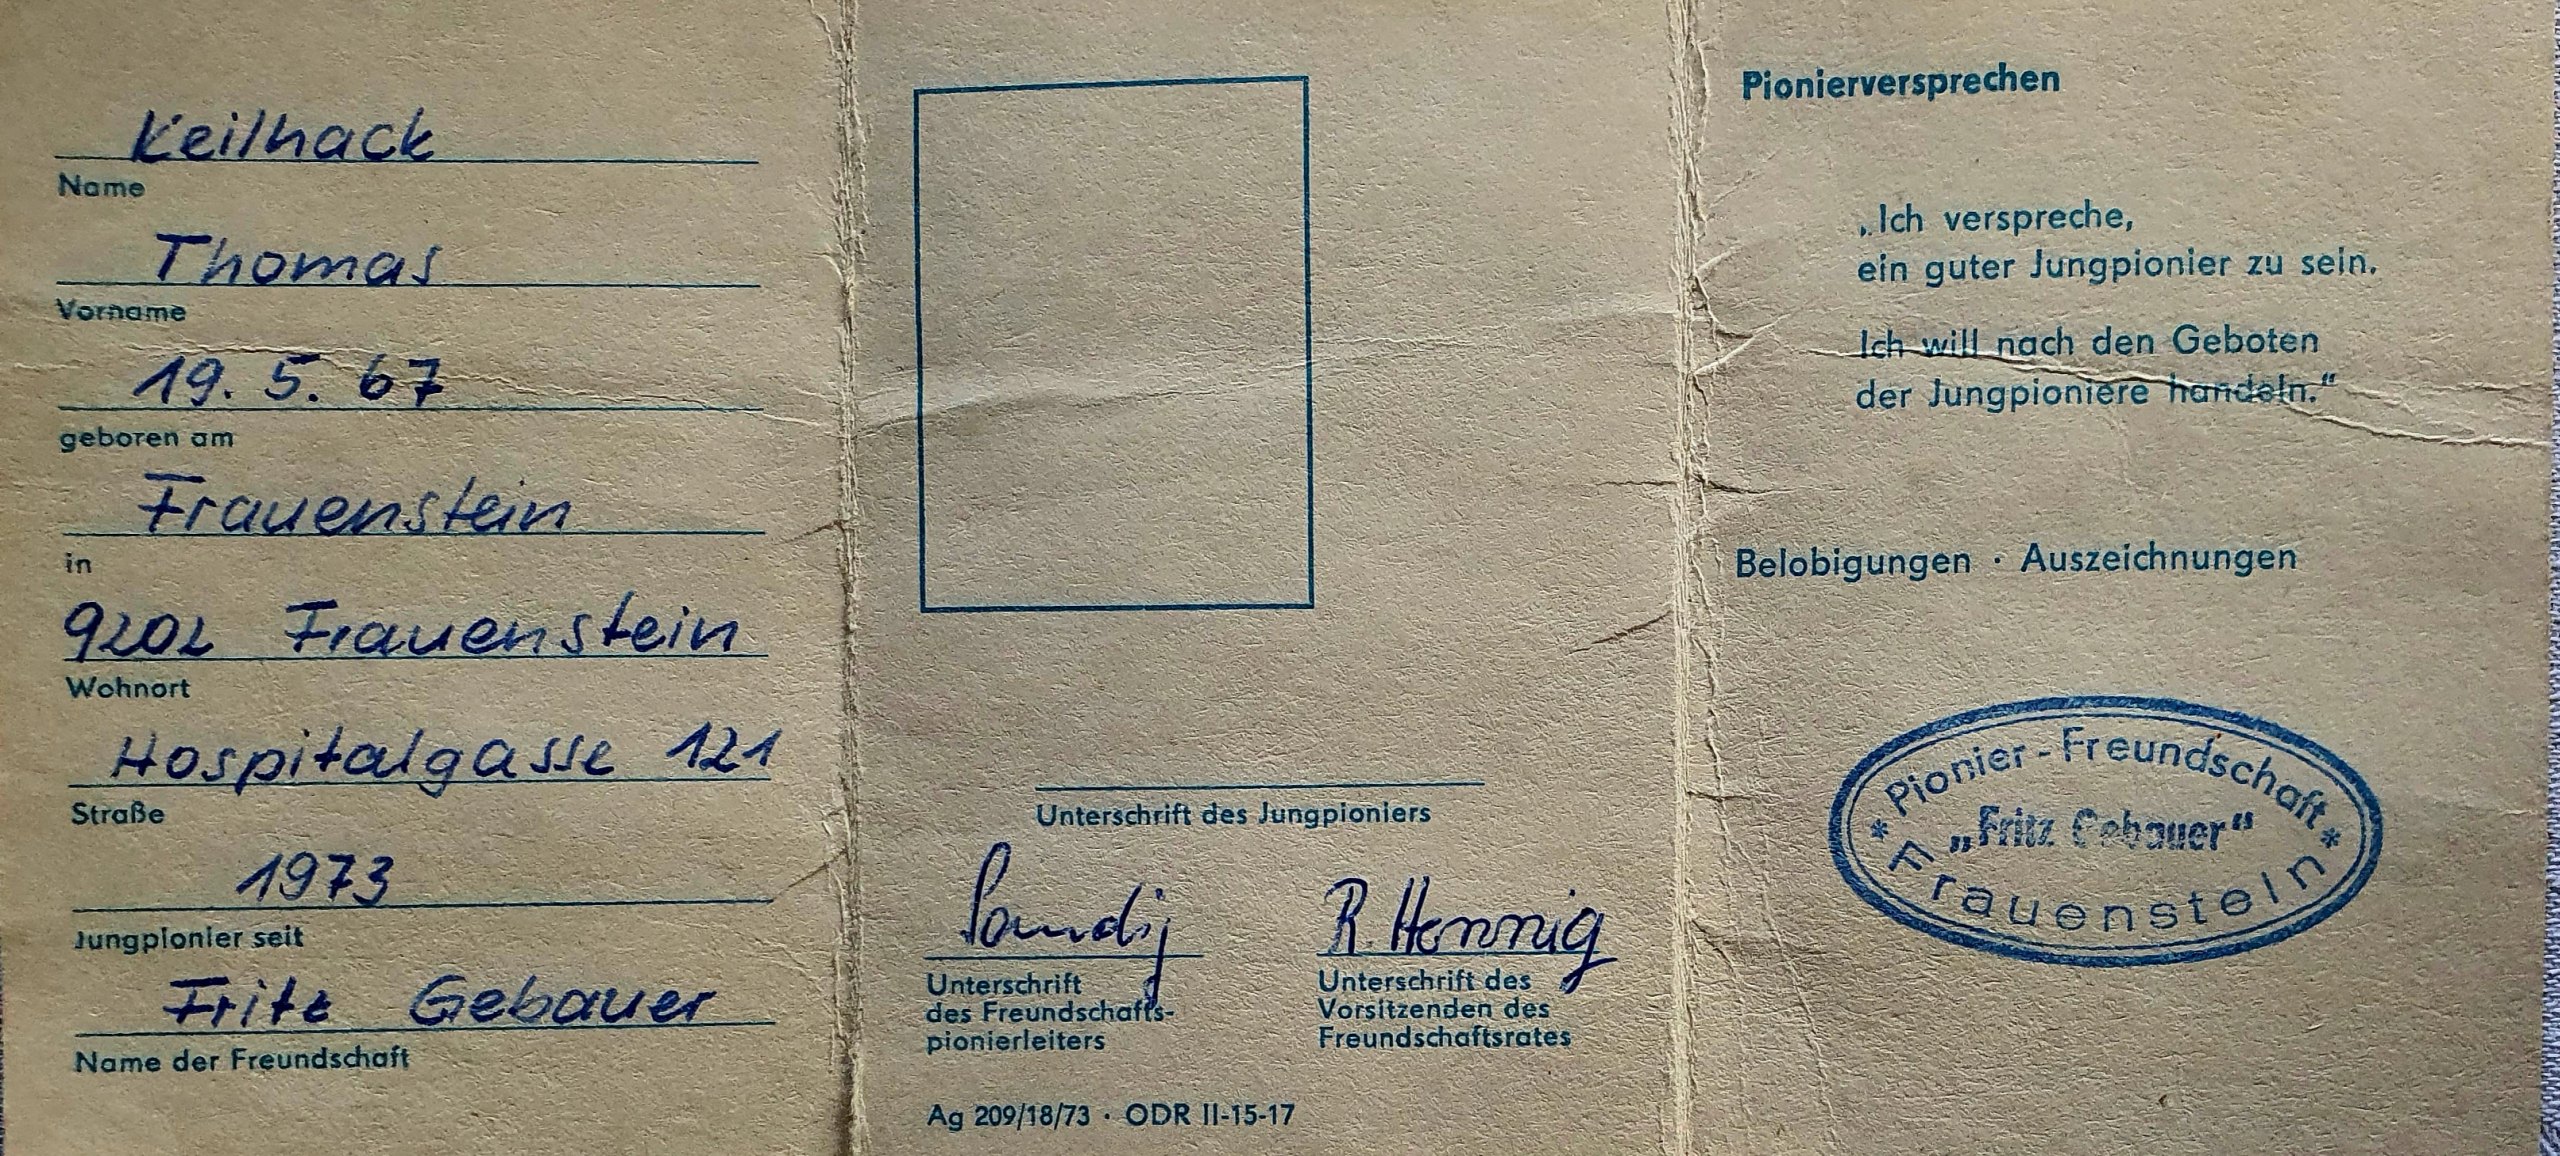 Keilhack
Name
Thomas
Vorname
19. 5. 67
geboren am
Frauenstein
in
9202 Frauenstein
Wohnort
Hospitalgasse 121
Straße
1973
Jungpionier seit
Fritz Gebauer
Name der Freundschaft
Unterschrift des Jungpioniers
R. Hennig
Unterschrift
des Freundschafts-
pionierleiters
Unterschrift des
Vorsitzenden des
Freundschaftsrates
Ag 209/18/73 · ODR II-15-17
Pionierversprechen
„Ich verspreche,
ein guter Jungpionier zu sein.
Ich will nach den Geboten
der Jungpioniere handeln.“
Belobigungen · Auszeichnungen
* Pionier-Freundschaft *
„Fritz Gebauer“
Frauenstein